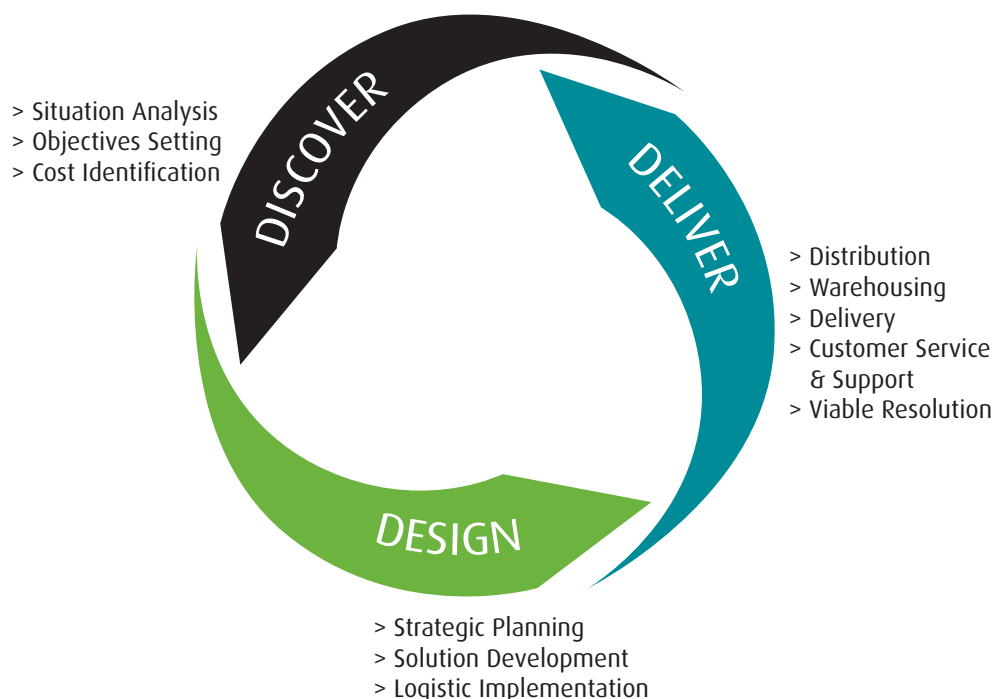 DISCOVER
> Situation Analysis
> Objectives Setting
> Cost Identification
DELIVER
> Distribution
> Warehousing
> Delivery
> Customer Service
& Support
> Viable Resolution
DESIGN
> Strategic Planning
> Solution Development
> Logistic Implementation